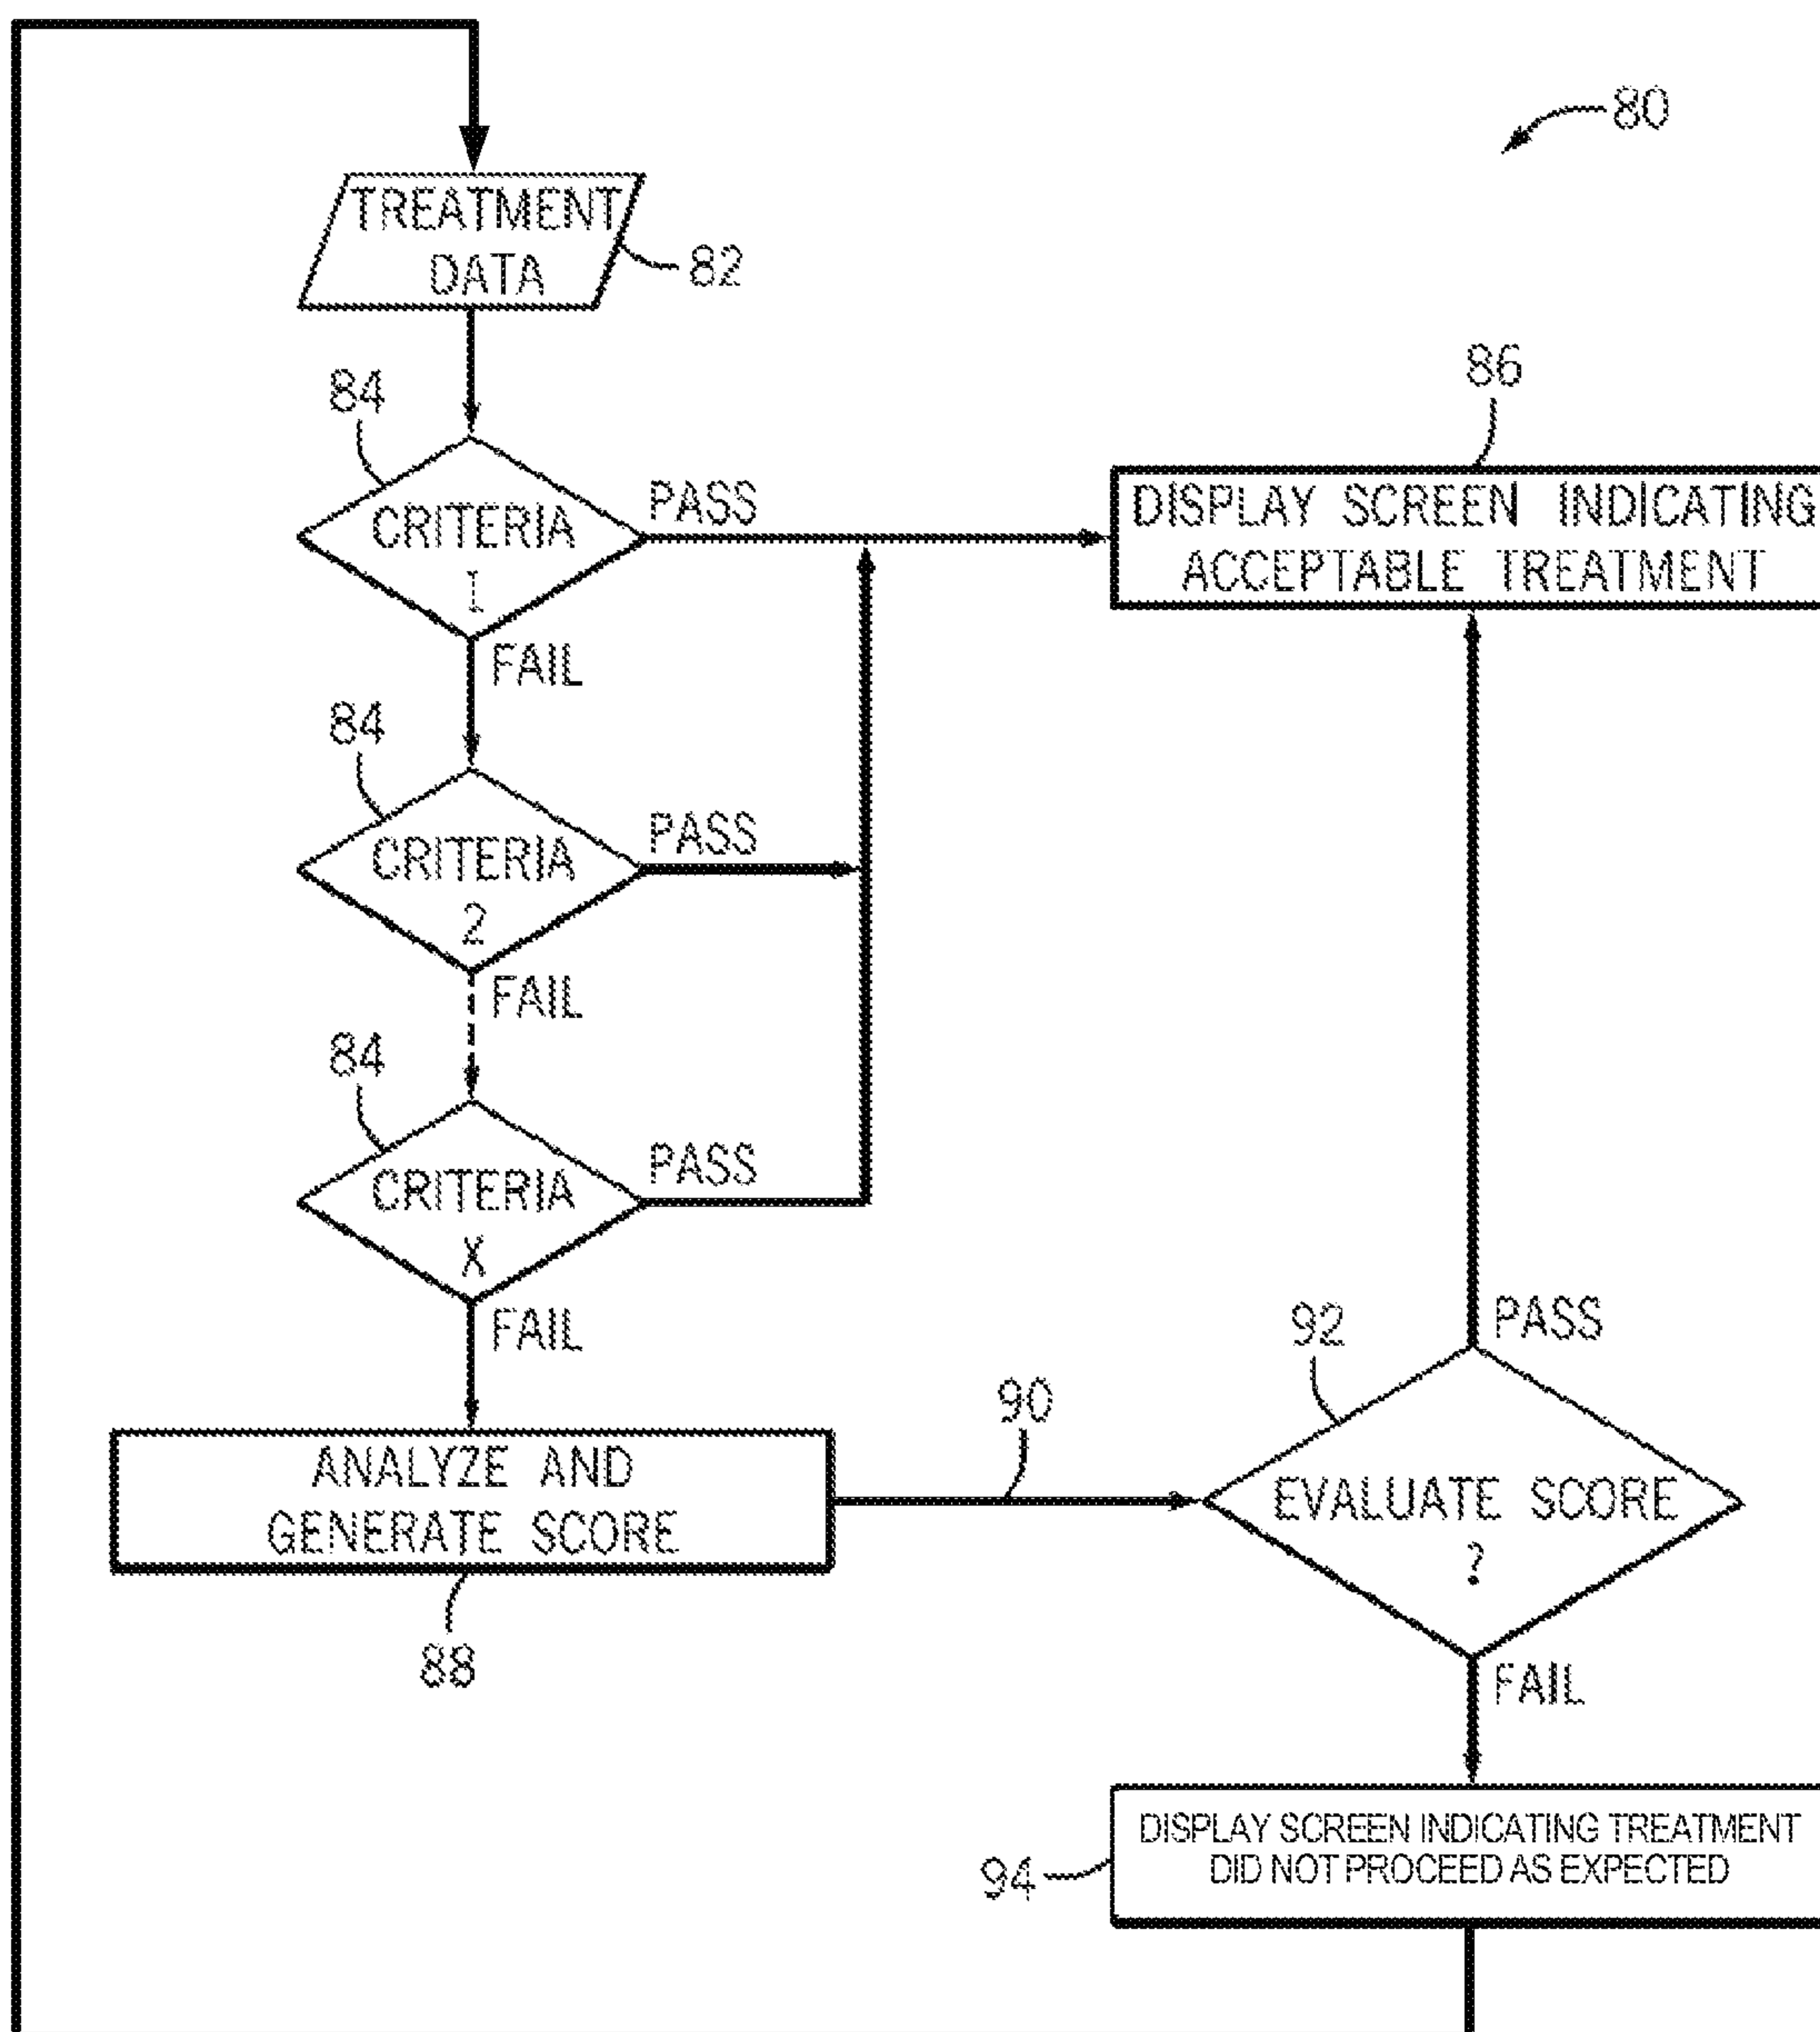 80
TREATMENT
DATA
82
84
CRITERIA
1
PASS
FAIL
86
DISPLAY SCREEN INDICATING
ACCEPTABLE TREATMENT
84
CRITERIA
2
PASS
FAIL
84
CRITERIA
X
PASS
FAIL
ANALYZE AND
GENERATE SCORE
88
90
92
PASS
EVALUATE SCORE
?
FAIL
DISPLAY SCREEN INDICATING TREATMENT
DID NOT PROCEED AS EXPECTED
94